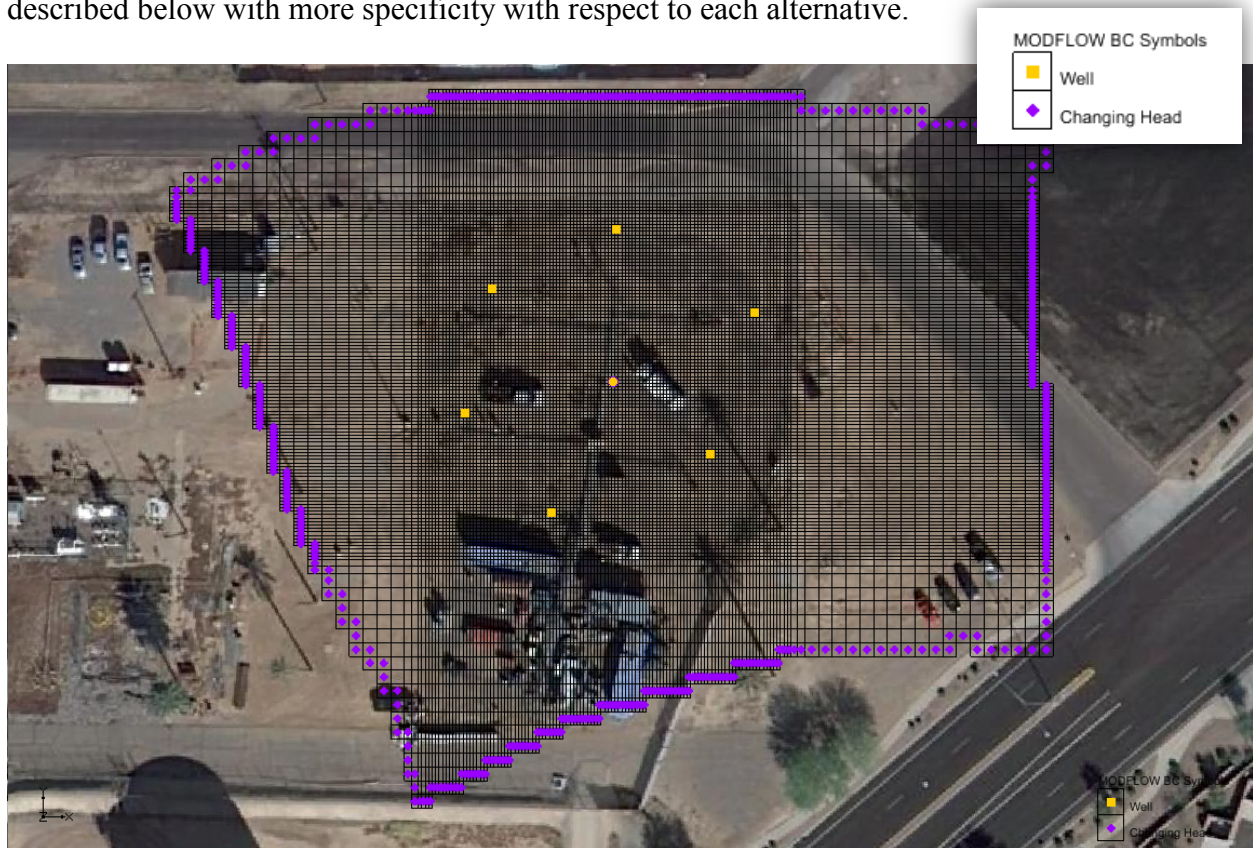 described below with more specificity with respect to each alternative.
MODFLOW BC Symbols
Well
Changing Head
Y
Z
X
MODFLOW BC
Well
Changing Head